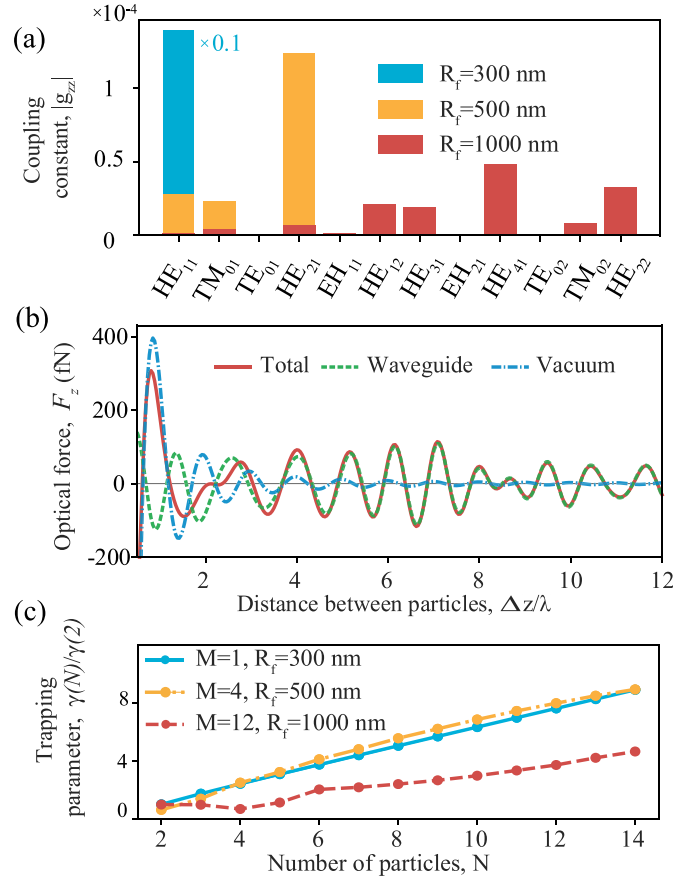 (a)
×10⁻⁴
×0.1
1
0.5
0
Coupling
constant, |g_zz|
R_f=300 nm
R_f=500 nm
R_f=1000 nm
HE₁₁ TM₀₁ TE₀₁ HE₂₁ EH₁₁ HE₁₂ HE₃₁ EH₂₁ HE₄₁ TE₀₂ TM₀₂ HE₂₂
(b)
400
200
0
-200
Optical force, F_z (fN)
Total Waveguide Vacuum
2 4 6 8 10 12
Distance between particles, Δz/λ
(c)
8
4
0
Trapping
parameter, γ(N)/γ(2)
M=1, R_f=300 nm
M=4, R_f=500 nm
M=12, R_f=1000 nm
2 4 6 8 10 12 14
Number of particles, N